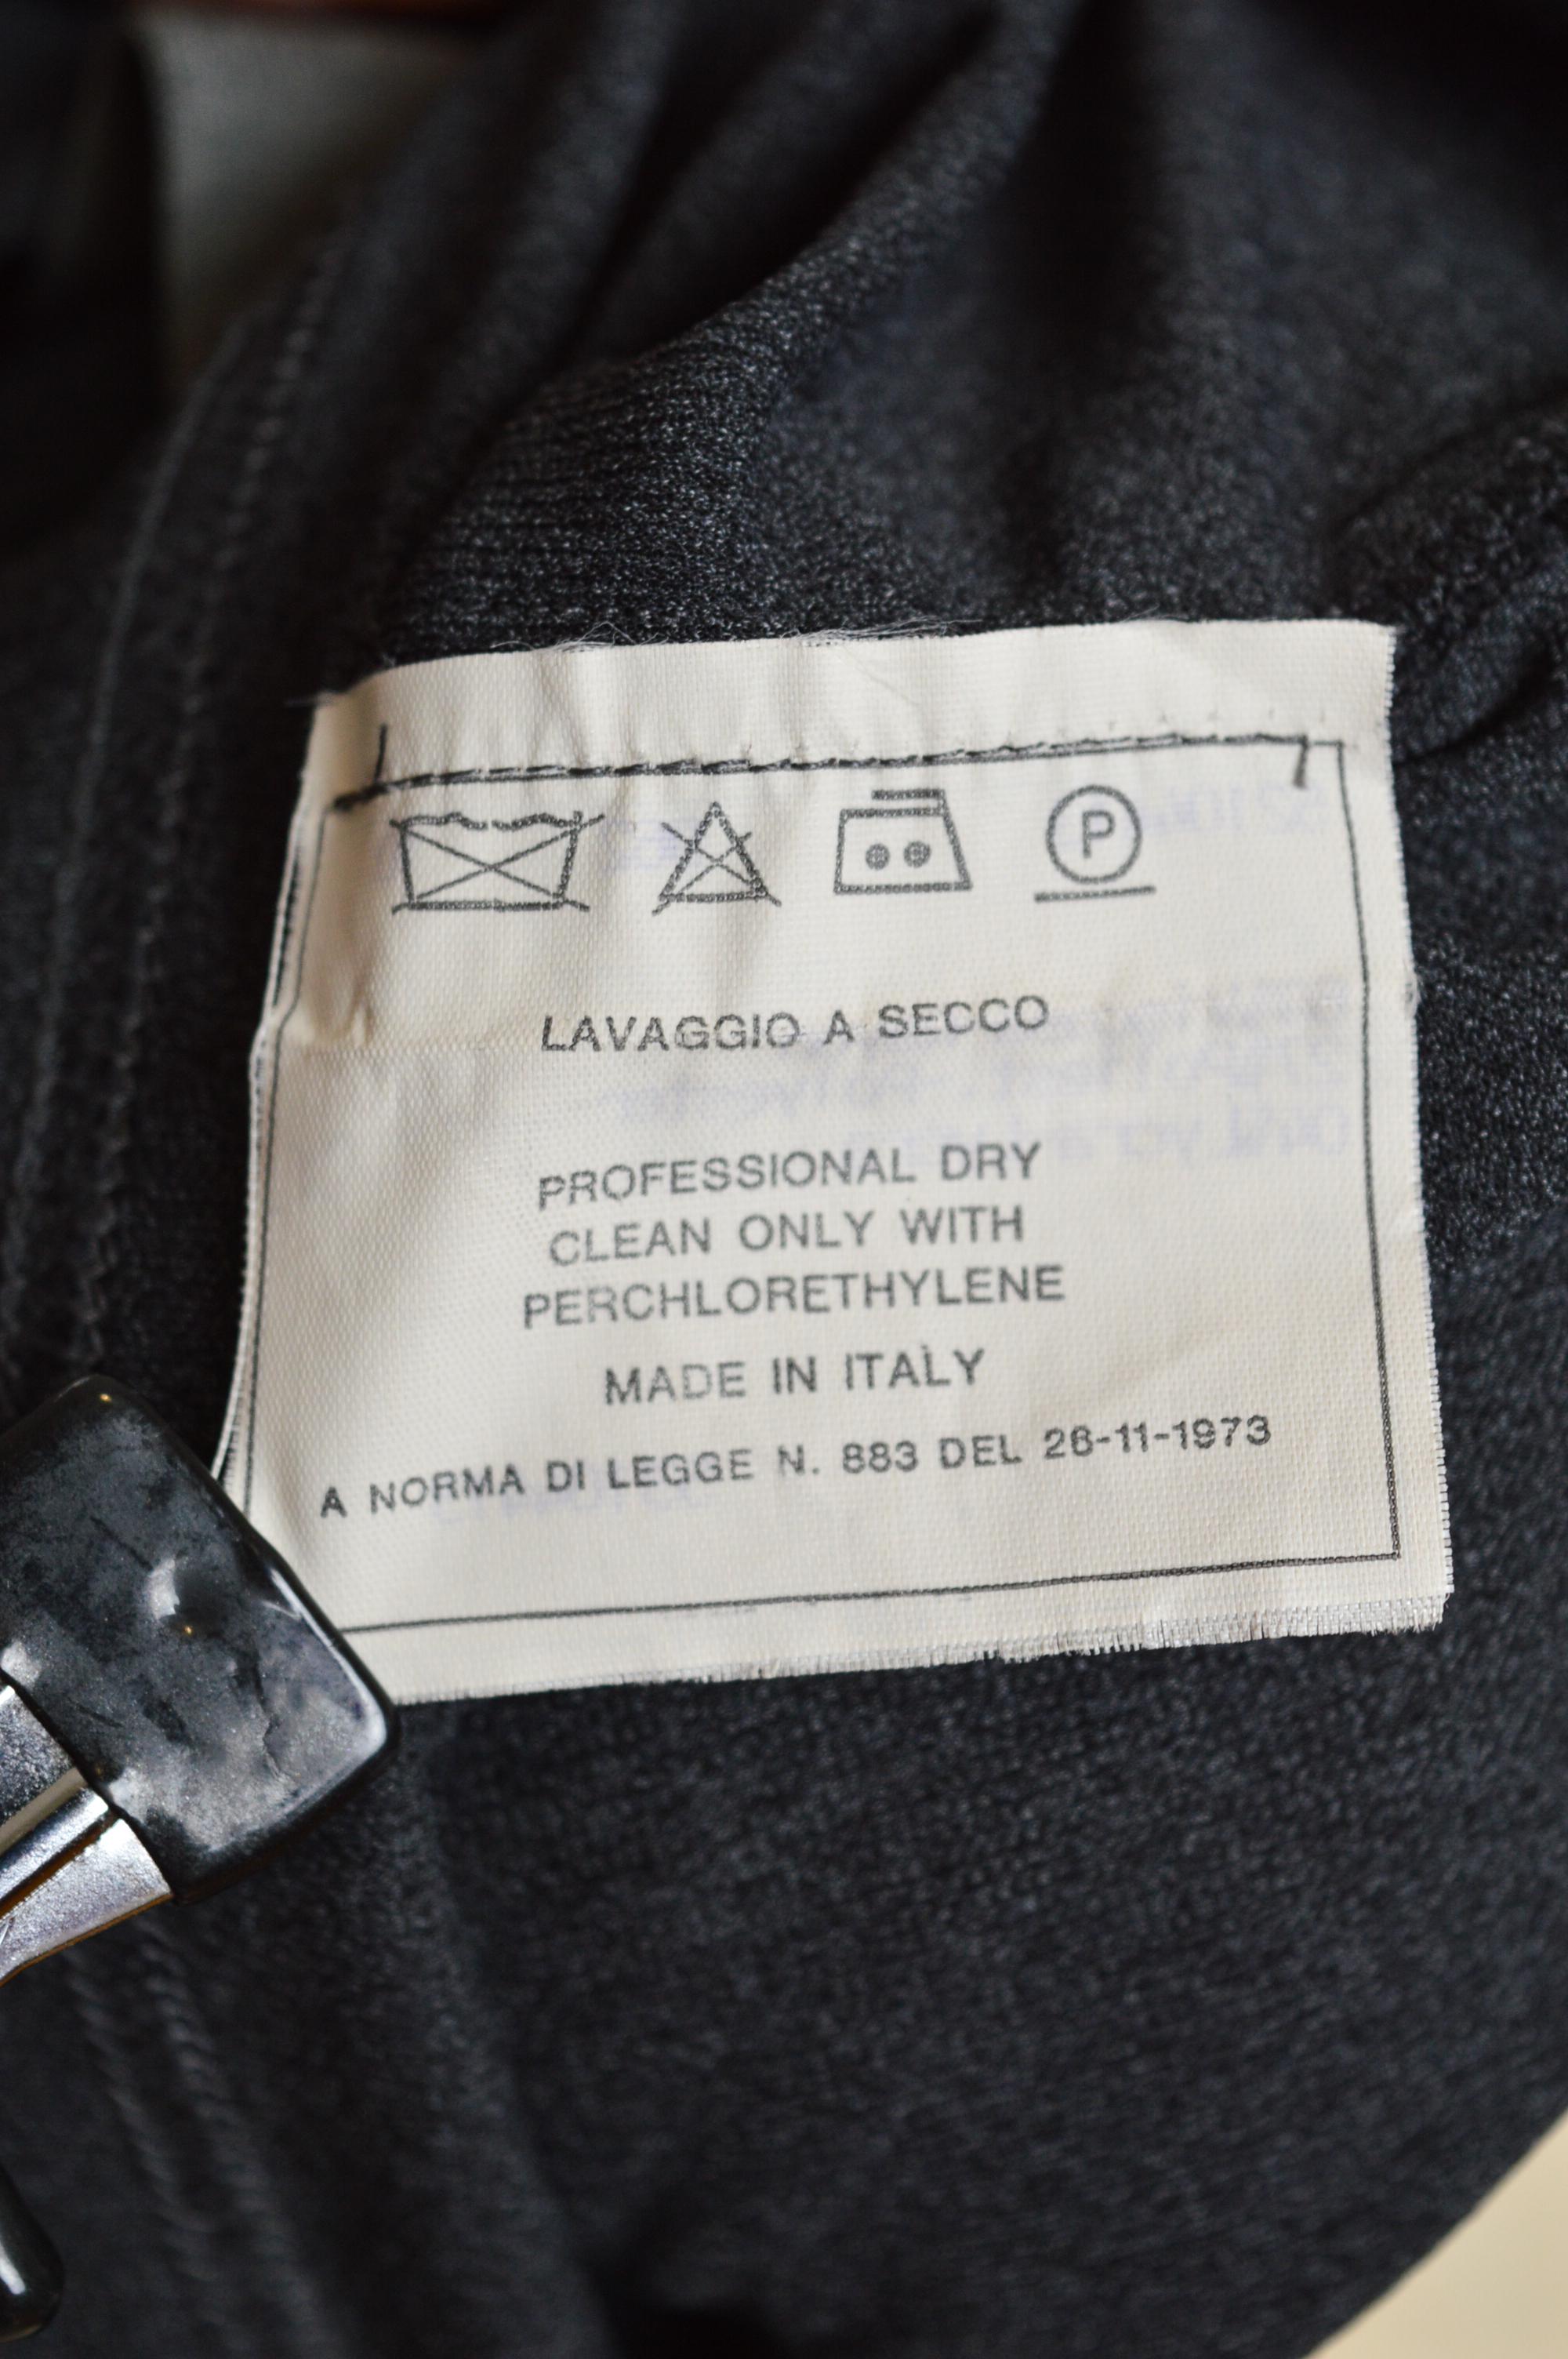 P
LAVAGGIO A SECCO
PROFESSIONAL DRY
CLEAN ONLY WITH
PERCHLORETHYLENE
MADE IN ITALY
A NORMA DI LEGGE N. 883 DEL 26-11-1973